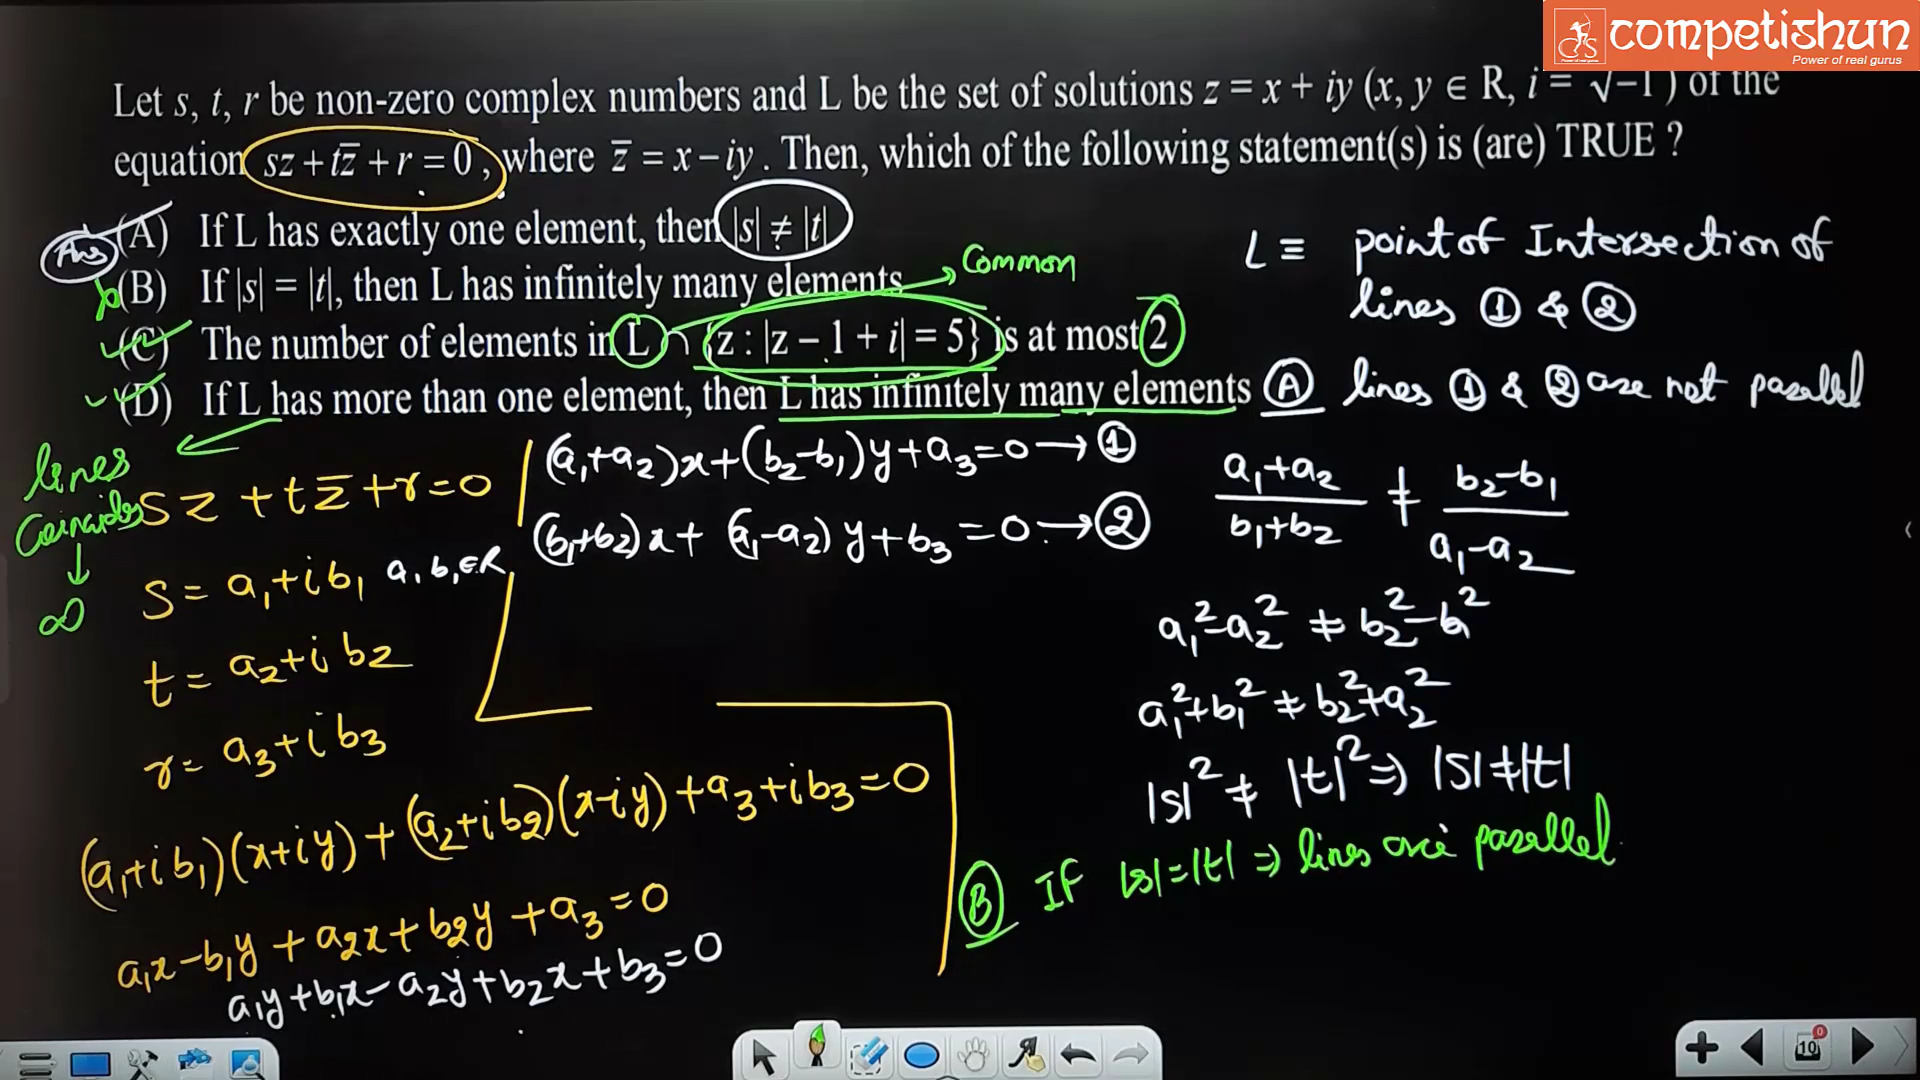 competishun
Power of real gurus
Let s, t, r be non-zero complex numbers and L be the set of solutions z = x + iy (x, y ∈ R, i = √−1) of the
equation sz + tz̅ + r = 0, where z̅ = x − iy. Then, which of the following statement(s) is (are) TRUE ?
Ans
(A) If L has exactly one element, then |s| ≠ |t|
(B) If |s| = |t|, then L has infinitely many elements
(C) The number of elements in L ∩ {z : |z − 1 + i| = 5} is at most 2
(D) If L has more than one element, then L has infinitely many elements
Common
L ≡ point of Intersection of
lines ① & ②
Ⓐ lines ① & ② are not parallel
lines
Coincides
↓
∞
sz + tz̅ + r = 0
s = a₁ + ib₁ a₁ b₁ ∈ R
t = a₂ + ib₂
r = a₃ + ib₃
(a₁+ib₁)(x+iy) + (a₂+ib₂)(x−iy) + a₃+ib₃ = 0
a₁x − b₁y + a₂x + b₂y + a₃ = 0
a₁y + b₁x − a₂y + b₂x + b₃ = 0
(a₁+a₂)x + (b₂−b₁)y + a₃ = 0 → ①
(b₁+b₂)x + (a₁−a₂)y + b₃ = 0 → ②
a₁+a₂ / b₁+b₂ ≠ b₂−b₁ / a₁−a₂
a₁² − a₂² ≠ b₂² − b₁²
a₁² + b₁² ≠ b₂² + a₂²
|s|² ≠ |t|² ⇒ |s| ≠ |t|
Ⓑ If |s| = |t| ⇒ lines are parallel
10
0